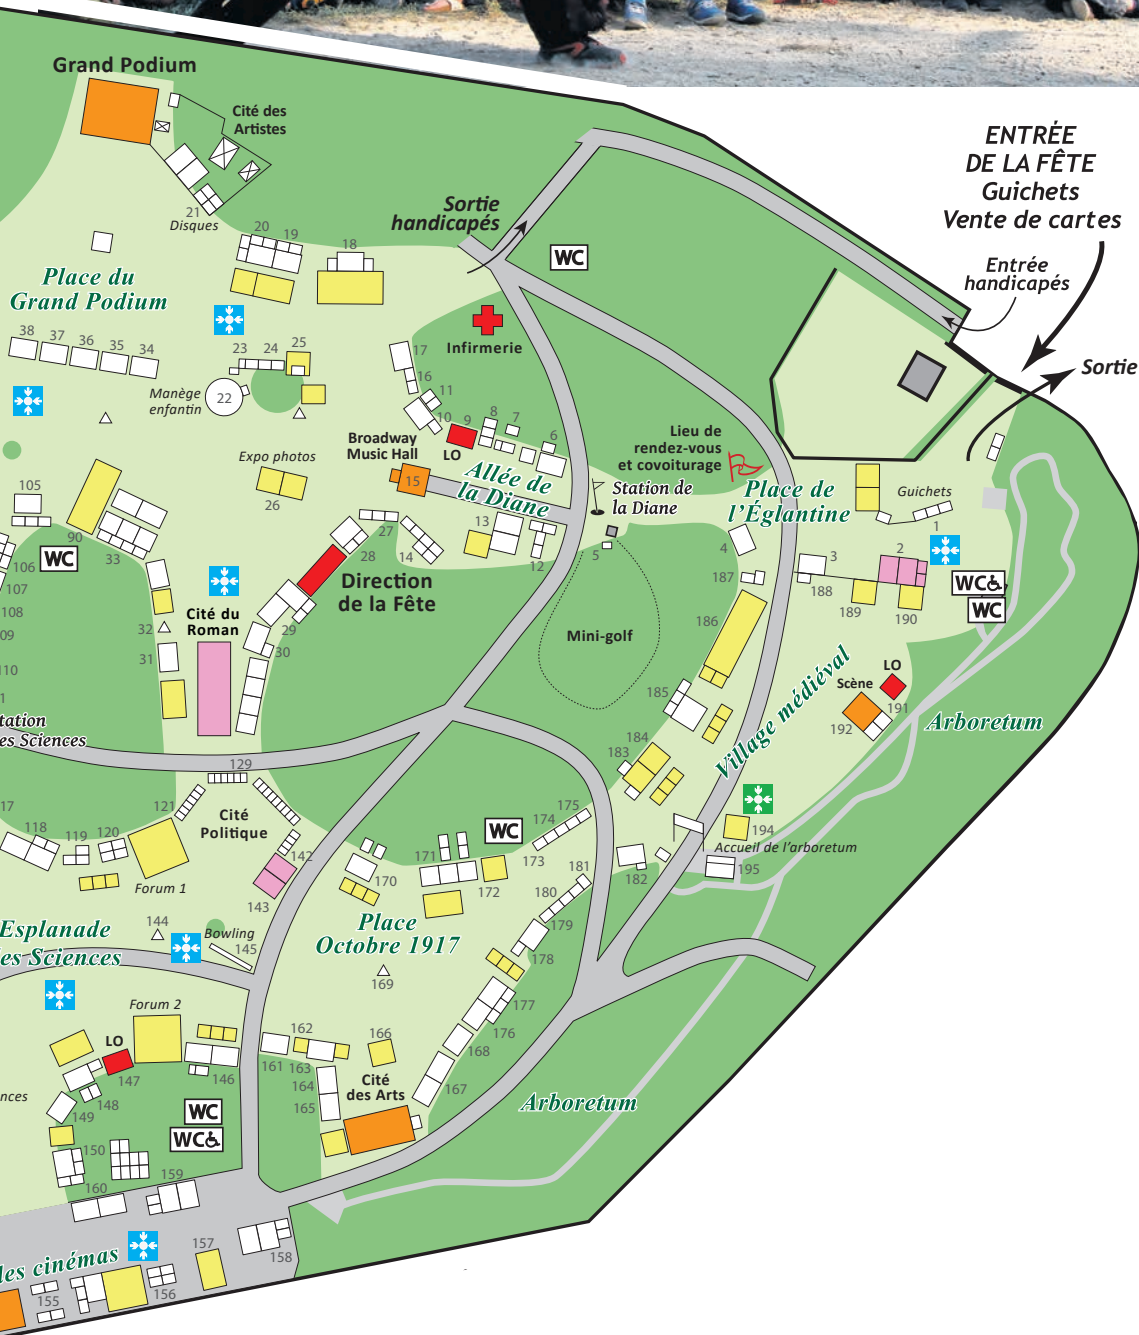 Grand Podium
Cité des
Artistes
21
Disques
20
19
18
Sortie
handicapés
WC
ENTRÉE
DE LA FÊTE
Guichets
Vente de cartes
Entrée
handicapés
Sortie
Place du
Grand Podium
Infirmerie
38
37
36
35
34
23
24
25
22
Manège
enfantin
17
16
11
10
9
8
7
6
LO
Broadway
Music Hall
15
Allée de
la Diane
Expo photos
26
Lieu de
rendez-vous
et covoiturage
Station de
la Diane
Place de
l'Églantine
Guichets
1
105
90
33
WC
106
107
108
09
110
1
27
28
14
13
12
5
4
187
3
2
188
189
190
WC
WC
Direction
de la Fête
Cité du
Roman
32
31
29
30
Mini-golf
186
185
184
183
Village médiéval
LO
Scène
191
192
Arboretum
tation
es Sciences
129
121
Cité
Politique
17
118
119
120
Forum 1
142
143
WC
175
174
173
171
172
170
181
180
179
178
182
194
Accueil de l'arboretum
195
Place
Octobre 1917
169
Esplanade
es Sciences
144
Bowling
145
Forum 2
LO
147
146
148
149
nces
150
WC
WC
161
162
163
164
165
166
Cité
des Arts
177
176
168
167
Arboretum
160
159
158
157
156
155
des cinémas